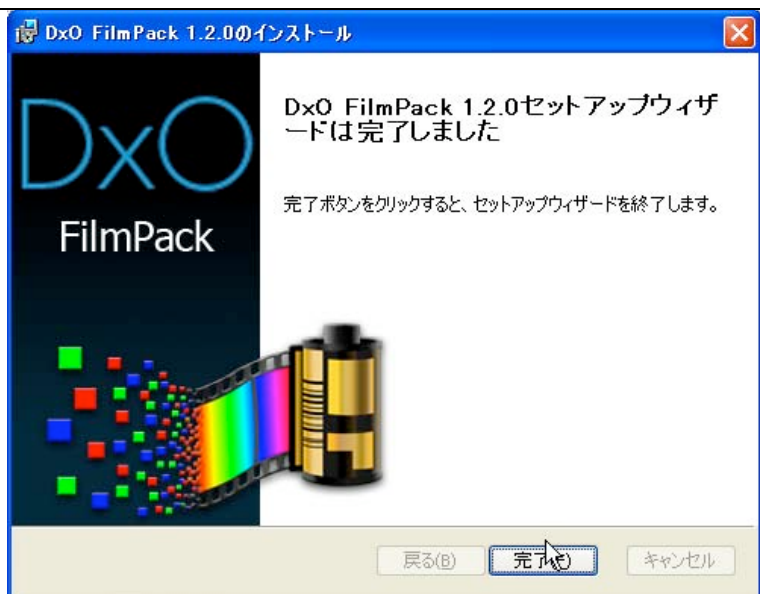 DxO FilmPack 1.2.0のインストール
DxO
FilmPack
DxO FilmPack 1.2.0セットアップウィザ
ードは完了しました
完了ボタンをクリックすると、セットアップウィザードを終了します。
戻る(B)
完了(F)
キャンセル